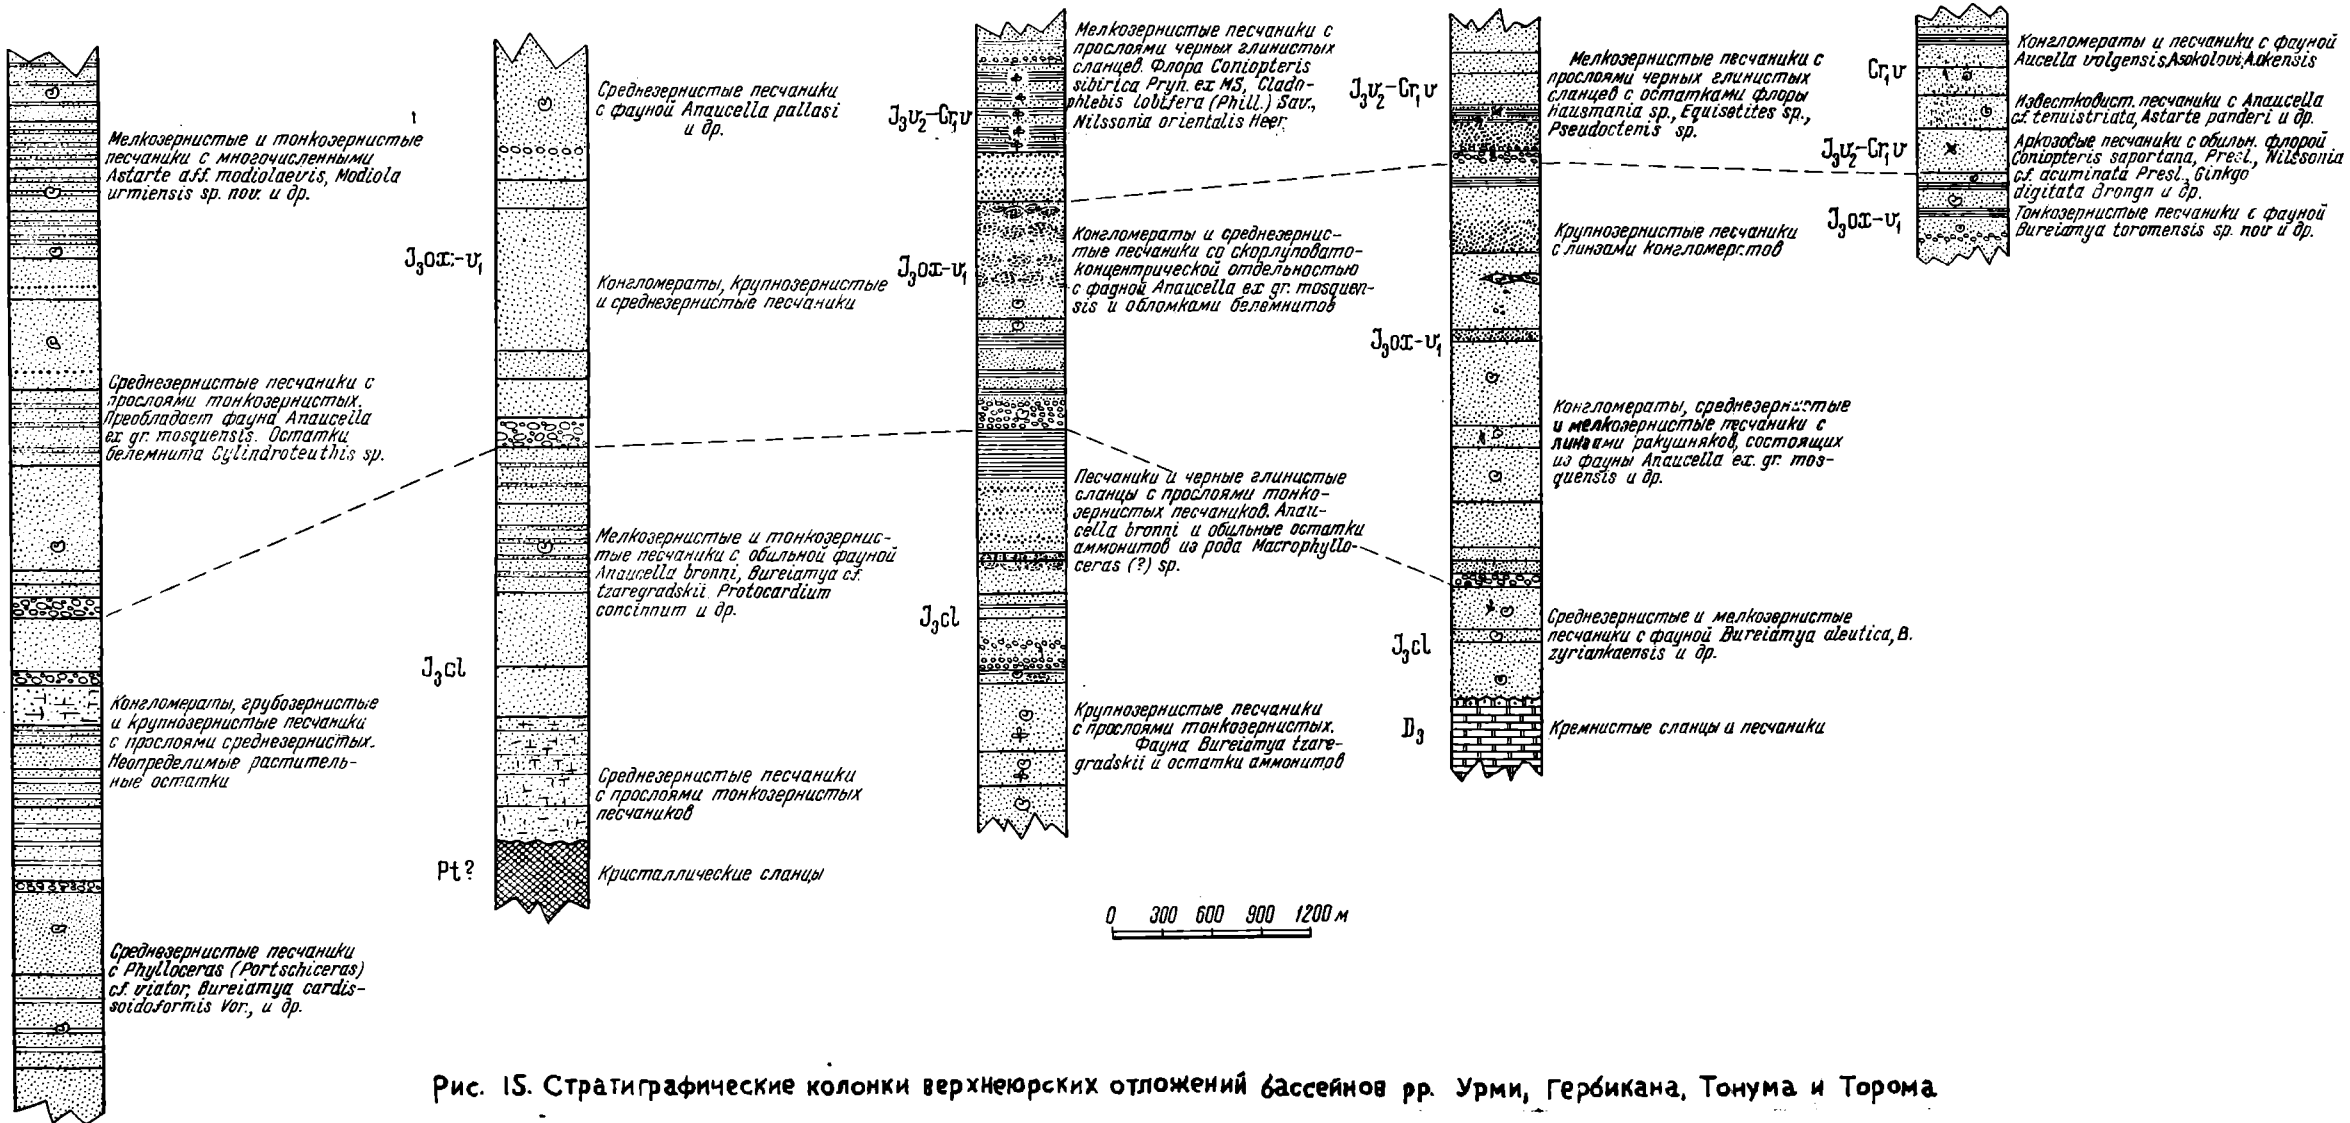 Мелкозернистые и тонкозернистые
песчаники с многочисленными
Astarte aff. modiolaevis, Modiola
urmiensis sp. nov. и др.
Среднезернистые песчаники с
прослоями тонкозернистых.
Преобладает фауна Anaucella
ex gr. mosquensis. Остатки
белемнита Cylindroteuthis sp.
Конгломераты, грубозернистые
и крупнозернистые песчаники
с прослоями среднезернистых.
Неопределимые раститель-
ные остатки
Среднезернистые песчаники
с Phylloceras (Portschiceras)
cf. viator, Bureiamya cardis-
soidoformis Vor., и др.
J₃ox-v₁
J₃cl
Pt?
Среднезернистые песчаники
с фауной Anaucella pallasi
и др.
Конгломераты, крупнозернистые
и среднезернистые песчаники
Мелкозернистые и тонкозернис-
тые песчаники с обильной фауной
Anaucella bronni, Bureiamya cf.
tzaregradskii. Protocardium
concinnum и др.
Среднезернистые песчаники
с прослоями тонкозернистых
песчаников
Кристаллические сланцы
J₃v₂-Cr₁v
J₃ox-v₁
J₃cl
Мелкозернистые песчаники с
прослоями черных глинистых
сланцев. Флора Coniopteris
sibirica Pryn. ex MS, Clado-
phlebis lobifera (Phill.) Sav.,
Nilssonia orientalis Heer.
Конгломераты и среднезернис-
тые песчаники со скорлуповато-
концентрической отдельностью
с фауной Anaucella ex gr. mosquen-
sis и обломками белемнитов
Песчаники и черные глинистые
сланцы с прослоями тонко-
зернистых песчаников. Anau-
cella bronni и обильные остатки
аммонитов из рода Macrophyllo-
ceras (?) sp.
Крупнозернистые песчаники
с прослоями тонкозернистых.
Фауна Bureiamya tzare-
gradskii и остатки аммонитов
J₃v₂-Cr₁v
J₃ox-v₁
J₃cl
D₃
Мелкозернистые песчаники с
прослоями черных глинистых
сланцев с остатками флоры
Hausmania sp., Equisetites sp.,
Pseudoctenis sp.
Крупнозернистые песчаники
с линзами конгломератов
Конгломераты, среднезернистые
и мелкозернистые песчаники с
линзами ракушняков, состоящих
из фауны Anaucella ex. gr. mos-
quensis и др.
Среднезернистые и мелкозернистые
песчаники с фауной Bureiamya aleutica, B.
zyriankaensis и др.
Кремнистые сланцы и песчаники
Cr₁v
J₃v₂-Cr₁v
J₃ox-v₁
Конгломераты и песчаники с фауной
Aucella volgensis, A.sokolovi, A.okensis
Известковист. песчаники с Anaucella
cf. tenuistriata, Astarte panderi и др.
Аркозовые песчаники с обильн. флорой
Coniopteris saportana, Presl., Nilssonia
cf. acuminata Presl., Ginkgo
digitata Brongn и др.
Тонкозернистые песчаники с фауной
Bureiamya toromensis sp. nov и др.
0 300 600 900 1200 м
Рис. 15. Стратиграфические колонки верхнеюрских отложений бассейнов рр. Урми, Гербикана, Тонума и Торома